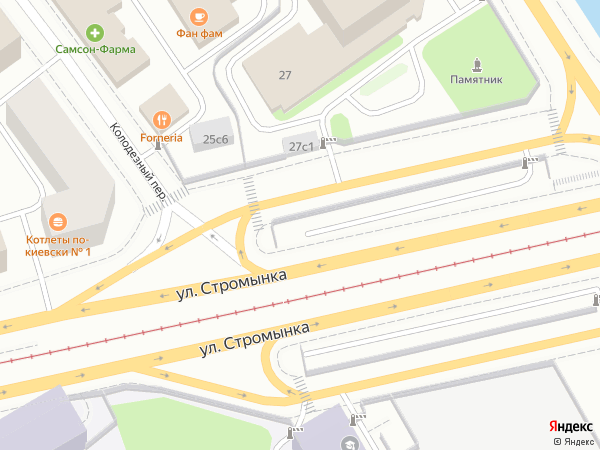 Фан фам
Самсон-Фарма
27
Памятник
Forneria
25с6
27с1
Колодезный пер.
Котлеты по-
киевски № 1
ул. Стромынка
ул. Стромынка
Яндекс
© Яндекс